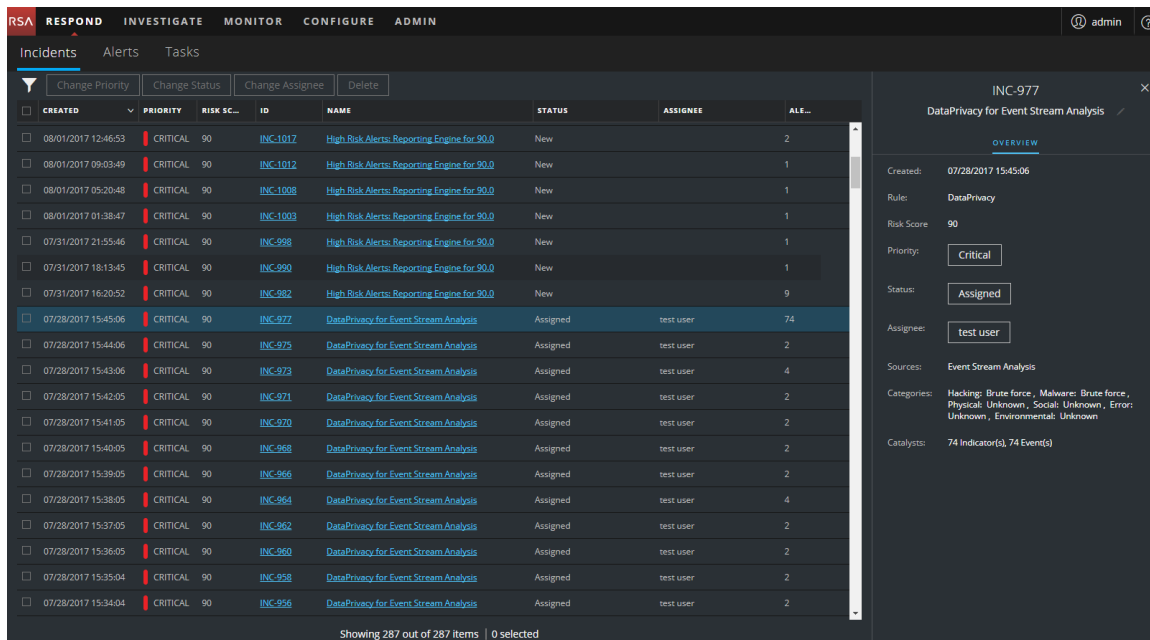 RSA RESPOND INVESTIGATE MONITOR CONFIGURE ADMIN admin ?
Incidents Alerts Tasks
Change Priority Change Status Change Assignee Delete
CREATED PRIORITY RISK SC... ID NAME STATUS ASSIGNEE ALE...
08/01/2017 12:46:53 CRITICAL 90 INC-1017 High Risk Alerts: Reporting Engine for 90.0 New 2
08/01/2017 09:03:49 CRITICAL 90 INC-1012 High Risk Alerts: Reporting Engine for 90.0 New 1
08/01/2017 05:20:48 CRITICAL 90 INC-1008 High Risk Alerts: Reporting Engine for 90.0 New 1
08/01/2017 01:38:47 CRITICAL 90 INC-1003 High Risk Alerts: Reporting Engine for 90.0 New 1
07/31/2017 21:55:46 CRITICAL 90 INC-998 High Risk Alerts: Reporting Engine for 90.0 New 1
07/31/2017 18:13:45 CRITICAL 90 INC-990 High Risk Alerts: Reporting Engine for 90.0 New 1
07/31/2017 16:20:52 CRITICAL 90 INC-982 High Risk Alerts: Reporting Engine for 90.0 New 9
07/28/2017 15:45:06 CRITICAL 90 INC-977 DataPrivacy for Event Stream Analysis Assigned test user 74
07/28/2017 15:44:06 CRITICAL 90 INC-975 DataPrivacy for Event Stream Analysis Assigned test user 2
07/28/2017 15:43:06 CRITICAL 90 INC-973 DataPrivacy for Event Stream Analysis Assigned test user 4
07/28/2017 15:42:05 CRITICAL 90 INC-971 DataPrivacy for Event Stream Analysis Assigned test user 2
07/28/2017 15:41:05 CRITICAL 90 INC-970 DataPrivacy for Event Stream Analysis Assigned test user 2
07/28/2017 15:40:05 CRITICAL 90 INC-968 DataPrivacy for Event Stream Analysis Assigned test user 2
07/28/2017 15:39:05 CRITICAL 90 INC-966 DataPrivacy for Event Stream Analysis Assigned test user 2
07/28/2017 15:38:05 CRITICAL 90 INC-964 DataPrivacy for Event Stream Analysis Assigned test user 4
07/28/2017 15:37:05 CRITICAL 90 INC-962 DataPrivacy for Event Stream Analysis Assigned test user 2
07/28/2017 15:36:05 CRITICAL 90 INC-960 DataPrivacy for Event Stream Analysis Assigned test user 2
07/28/2017 15:35:04 CRITICAL 90 INC-958 DataPrivacy for Event Stream Analysis Assigned test user 2
07/28/2017 15:34:04 CRITICAL 90 INC-956 DataPrivacy for Event Stream Analysis Assigned test user 2
Showing 287 out of 287 items | 0 selected
INC-977
DataPrivacy for Event Stream Analysis
OVERVIEW
Created: 07/28/2017 15:45:06
Rule: DataPrivacy
Risk Score 90
Priority: Critical
Status: Assigned
Assignee: test user
Sources: Event Stream Analysis
Categories: Hacking: Brute force , Malware: Brute force ,
Physical: Unknown , Social: Unknown , Error:
Unknown , Environmental: Unknown
Catalysts: 74 Indicator(s), 74 Event(s)